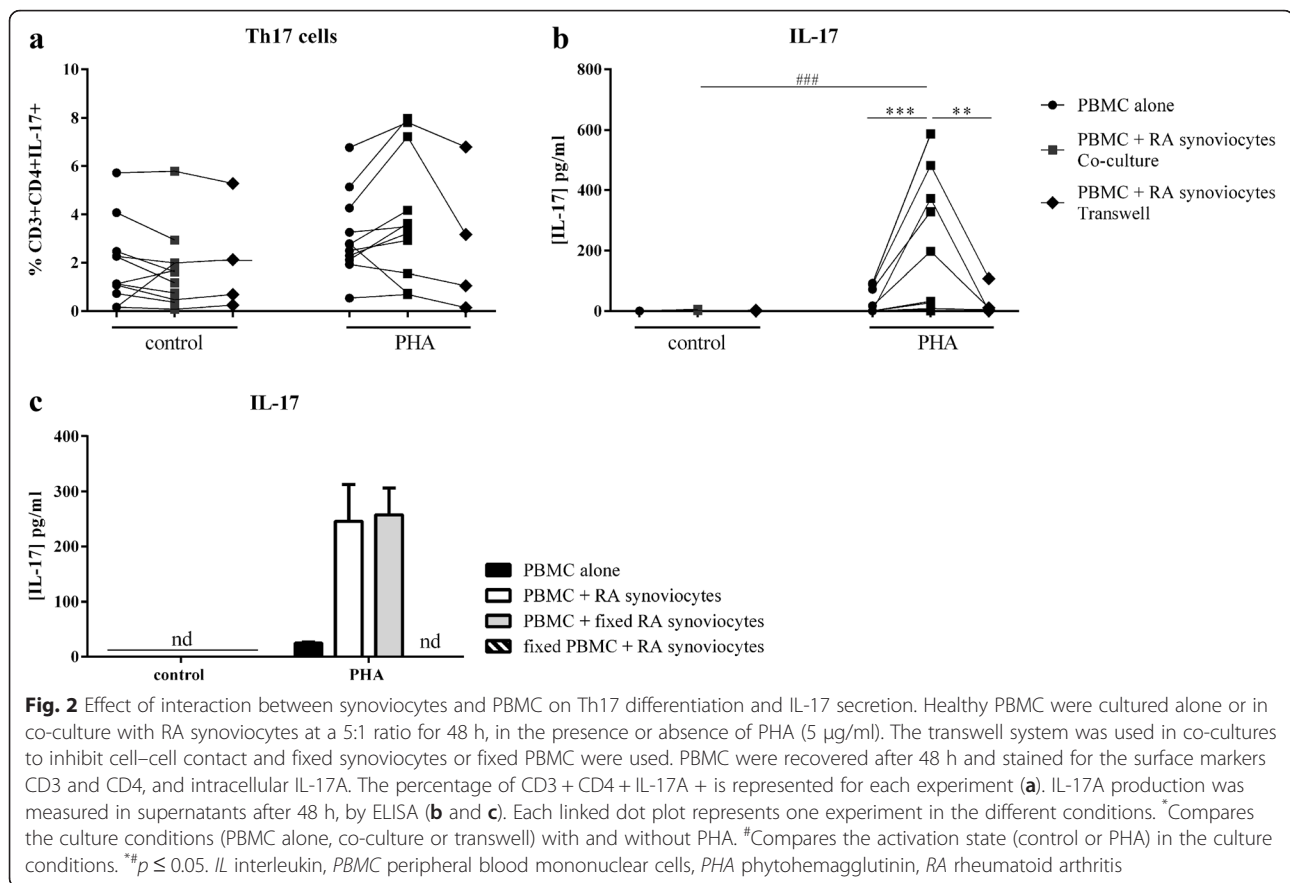 a
Th17 cells
% CD3+CD4+IL-17+
10
8
6
4
2
0
control
PHA
b
IL-17
[IL-17] pg/ml
800
600
400
200
0
###
***
**
control
PHA
PBMC alone
PBMC + RA synoviocytes
Co-culture
PBMC + RA synoviocytes
Transwell
c
IL-17
[IL-17] pg/ml
400
300
200
100
0
nd
nd
control
PHA
PBMC alone
PBMC + RA synoviocytes
PBMC + fixed RA synoviocytes
fixed PBMC + RA synoviocytes
Fig. 2 Effect of interaction between synoviocytes and PBMC on Th17 differentiation and IL-17 secretion. Healthy PBMC were cultured alone or in
co-culture with RA synoviocytes at a 5:1 ratio for 48 h, in the presence or absence of PHA (5 μg/ml). The transwell system was used in co-cultures
to inhibit cell–cell contact and fixed synoviocytes or fixed PBMC were used. PBMC were recovered after 48 h and stained for the surface markers
CD3 and CD4, and intracellular IL-17A. The percentage of CD3 + CD4 + IL-17A + is represented for each experiment (a). IL-17A production was
measured in supernatants after 48 h, by ELISA (b and c). Each linked dot plot represents one experiment in the different conditions. *Compares
the culture conditions (PBMC alone, co-culture or transwell) with and without PHA. #Compares the activation state (control or PHA) in the culture
conditions. *#p ≤ 0.05. IL interleukin, PBMC peripheral blood mononuclear cells, PHA phytohemagglutinin, RA rheumatoid arthritis